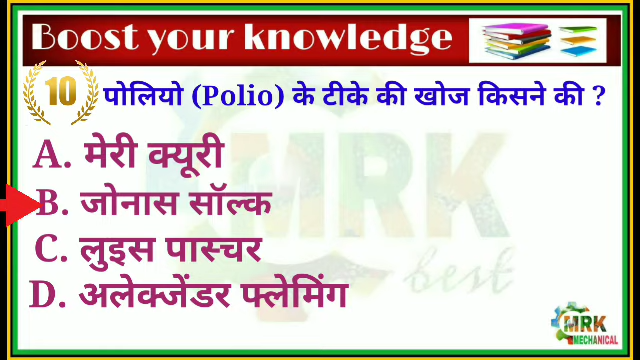 Boost your knowledge
10 पोलियो (Polio) के टीके की खोज किसने की ?
A. मेरी क्यूरी
B. जोनास सॉल्क
C. लुइस पास्चर
D. अलेक्जेंडर फ्लेमिंग
MRK
best
MRK
MECHANICAL